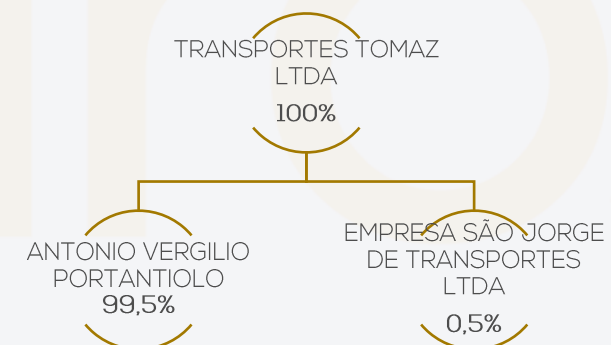 TRANSPORTES TOMAZ
LTDA
100%
ANTONIO VERGILIO
PORTANTIOLO
99,5%
EMPRESA SÃO JORGE
DE TRANSPORTES
LTDA
0,5%